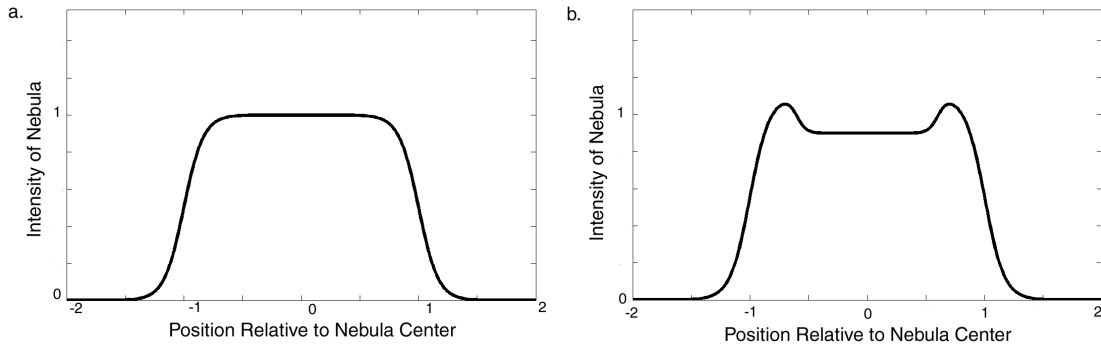 a.
Intensity of Nebula
1
0
-2
-1
0
1
2
Position Relative to Nebula Center
b.
Intensity of Nebula
1
0
-2
-1
0
1
2
Position Relative to Nebula Center